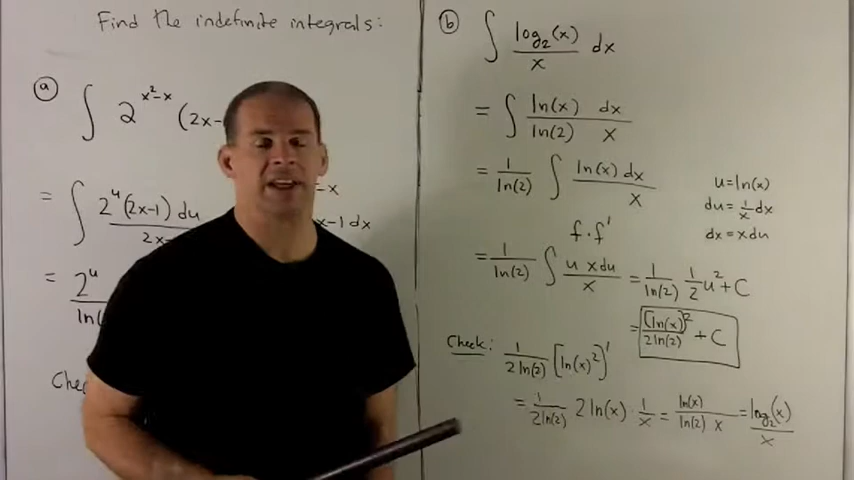 Find the indefinite integrals:
(a) ∫ 2^(x²-x) (2x-
= ∫ 2^u (2x-1) du / 2x-
-x
x-1 dx
= 2^u / ln(
Che
(b) ∫ log₂(x) / x dx
= ∫ ln(x) / ln(2) dx / x
= 1/ln(2) ∫ ln(x) dx / x
u=ln(x)
du = 1/x dx
dx = x du
f·f'
= 1/ln(2) ∫ u x du / x = 1/ln(2) 1/2 u² + C
= [ln(x)]² / 2ln(2) + C
Check: 1/2ln(2) [ln(x)²]'
= 1/2ln(2) 2 ln(x) · 1/x = ln(x) / ln(2) x = log₂(x) / x